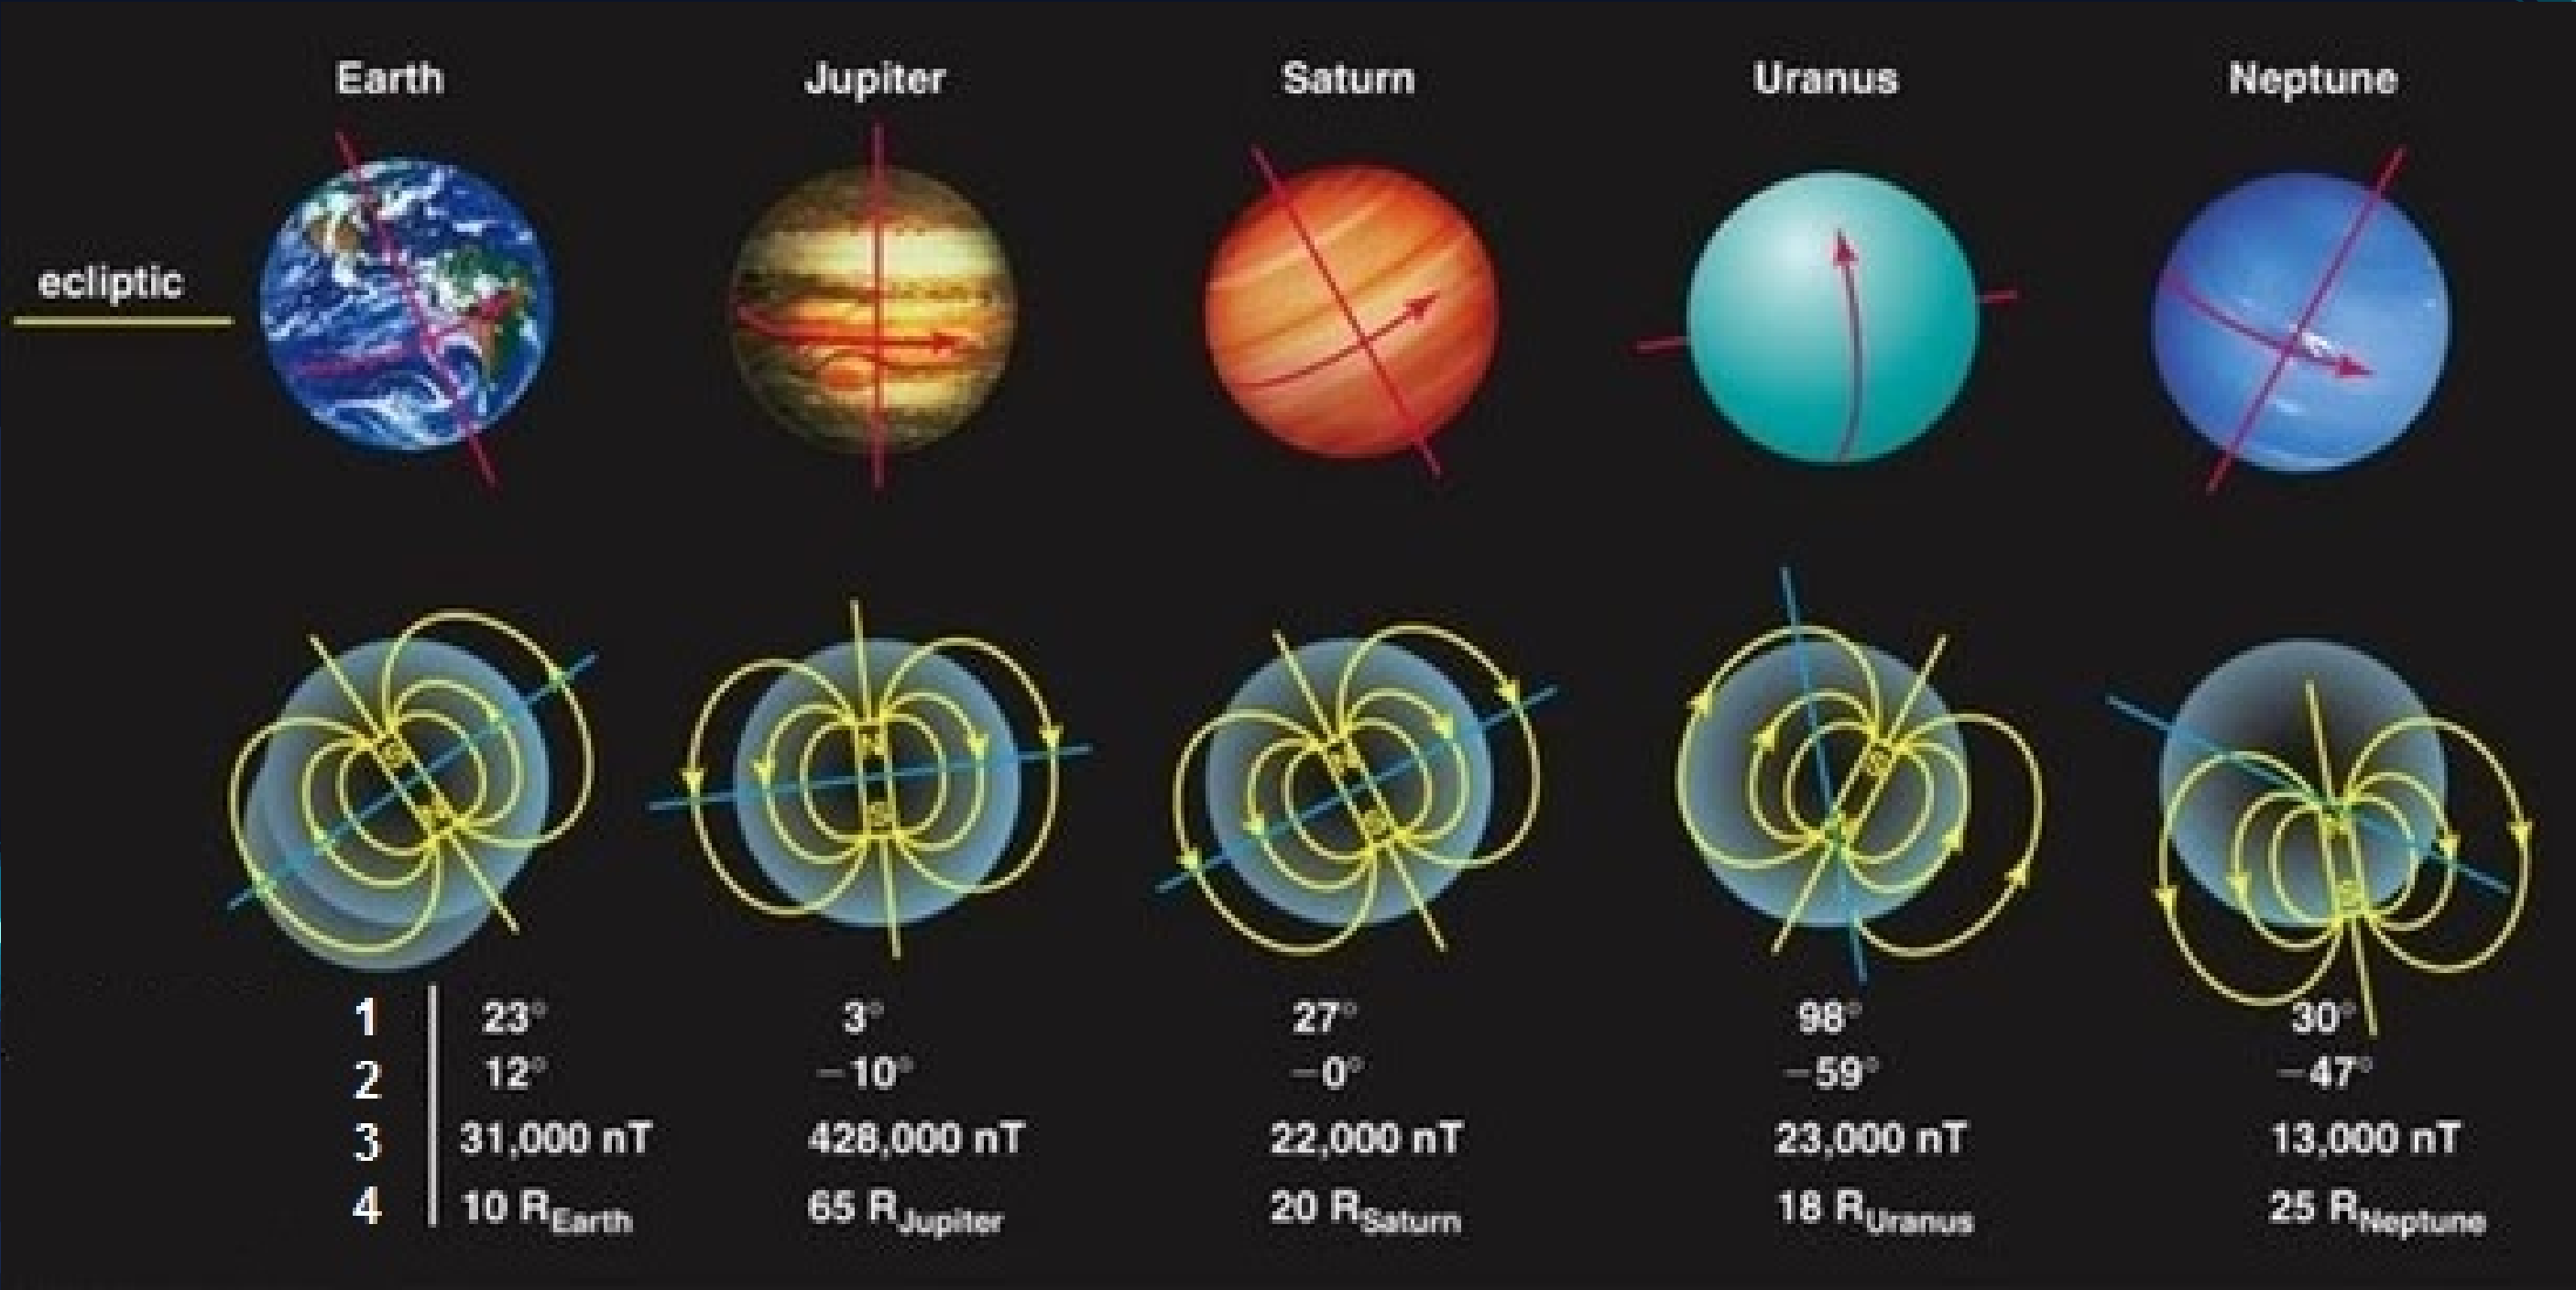 Earth Jupiter Saturn Uranus Neptune
ecliptic
S N N S N S S N N S
1 23° 3° 27° 98° 30°
2 12° −10° −0° −59° −47°
3 31,000 nT 428,000 nT 22,000 nT 23,000 nT 13,000 nT
4 10 REarth 65 RJupiter 20 RSaturn 18 RUranus 25 RNeptune